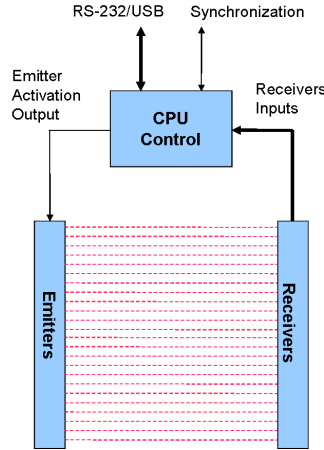 RS-232/USB
Synchronization
Emitter
Activation
Output
Receivers
Inputs
CPU
Control
Emitters
Receivers